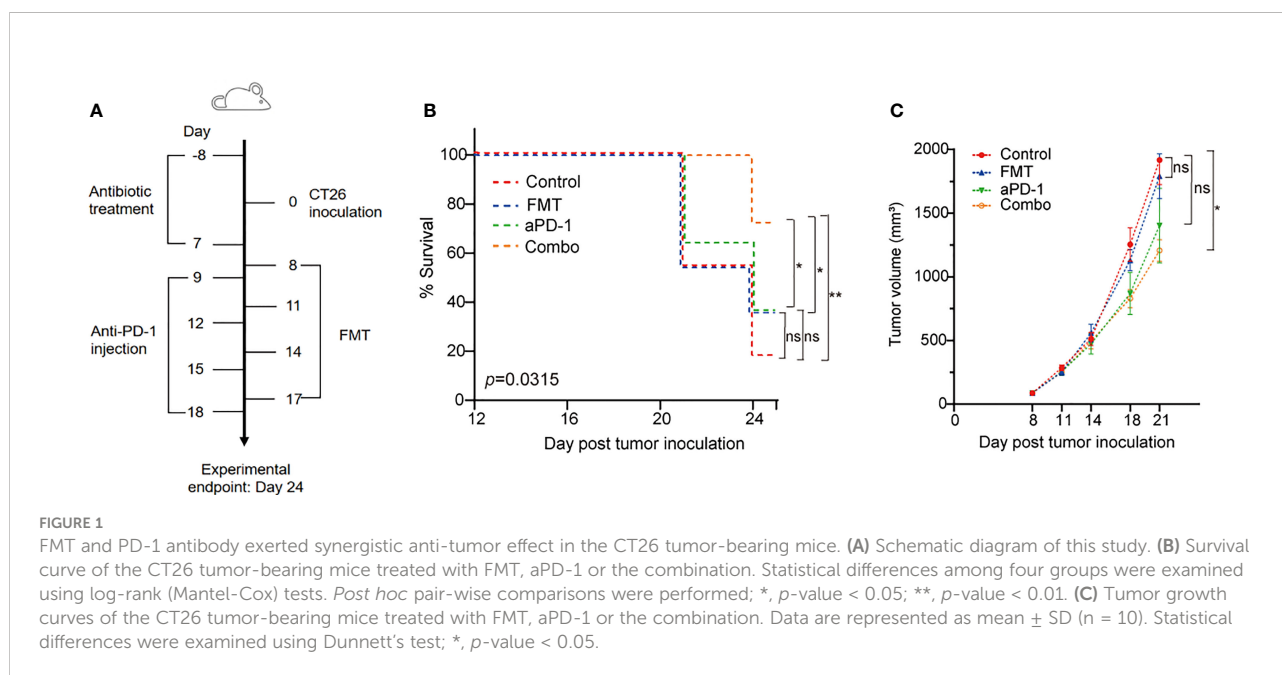 A
Day
-8
Antibiotic
treatment
0
CT26
inoculation
7
8
9
11
Anti-PD-1
injection
12
FMT
14
15
17
18
Experimental
endpoint: Day 24
B
% Survival
100
80
60
40
20
0
Control
FMT
aPD-1
Combo
*
*
**
ns
ns
p=0.0315
12
16
20
24
Day post tumor inoculation
C
Tumor volume (mm³)
2000
1500
1000
500
0
Control
FMT
aPD-1
Combo
ns
ns
*
0
8
11
14
18
21
Day post tumor inoculation
FIGURE 1
FMT and PD-1 antibody exerted synergistic anti-tumor effect in the CT26 tumor-bearing mice. (A) Schematic diagram of this study. (B) Survival
curve of the CT26 tumor-bearing mice treated with FMT, aPD-1 or the combination. Statistical differences among four groups were examined
using log-rank (Mantel-Cox) tests. Post hoc pair-wise comparisons were performed; *, p-value < 0.05; **, p-value < 0.01. (C) Tumor growth
curves of the CT26 tumor-bearing mice treated with FMT, aPD-1 or the combination. Data are represented as mean ± SD (n = 10). Statistical
differences were examined using Dunnett's test; *, p-value < 0.05.